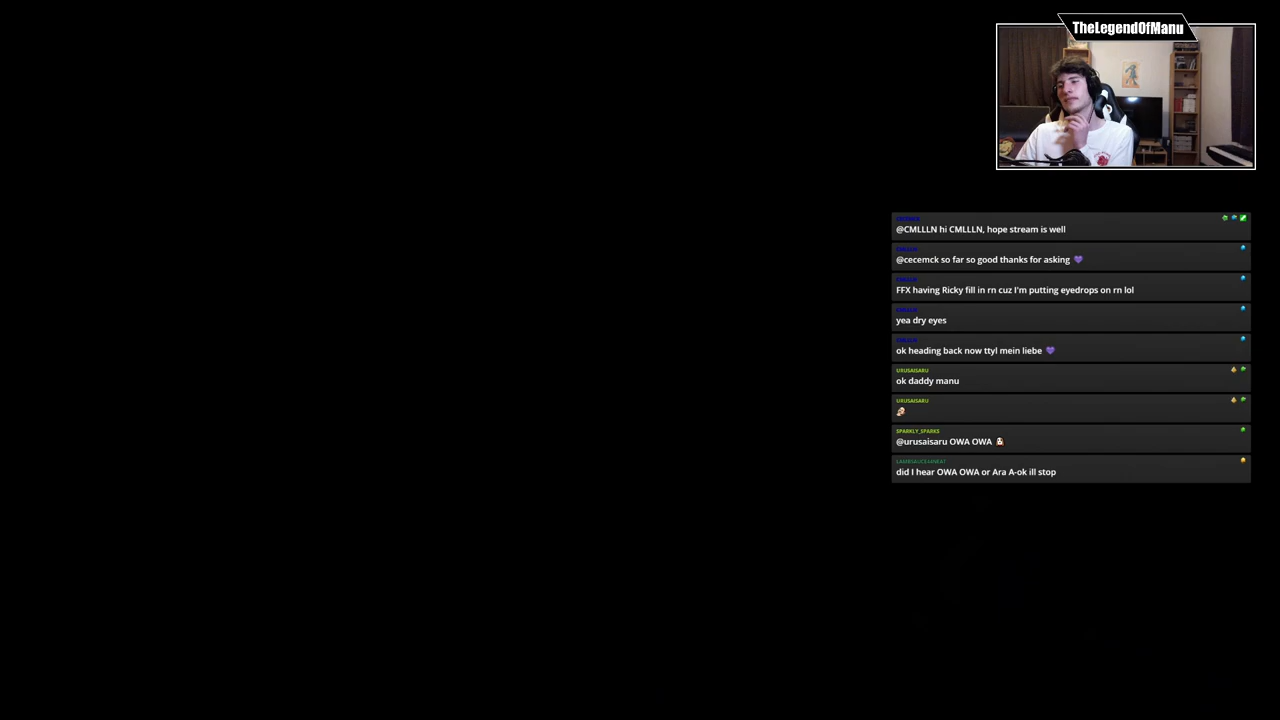 TheLegendOfManu
@CMLLLN hi CMLLLN, hope stream is well
@cecemck so far so good thanks for asking 💜
FFX having Ricky fill in rn cuz I'm putting eyedrops on rn lol
yea dry eyes
ok heading back now ttyl mein liebe 💜
URUSAISARU
ok daddy manu
URUSAISARU
SPARKLY_SPARKS
@urusaisaru OWA OWA
did I hear OWA OWA or Ara A-ok ill stop